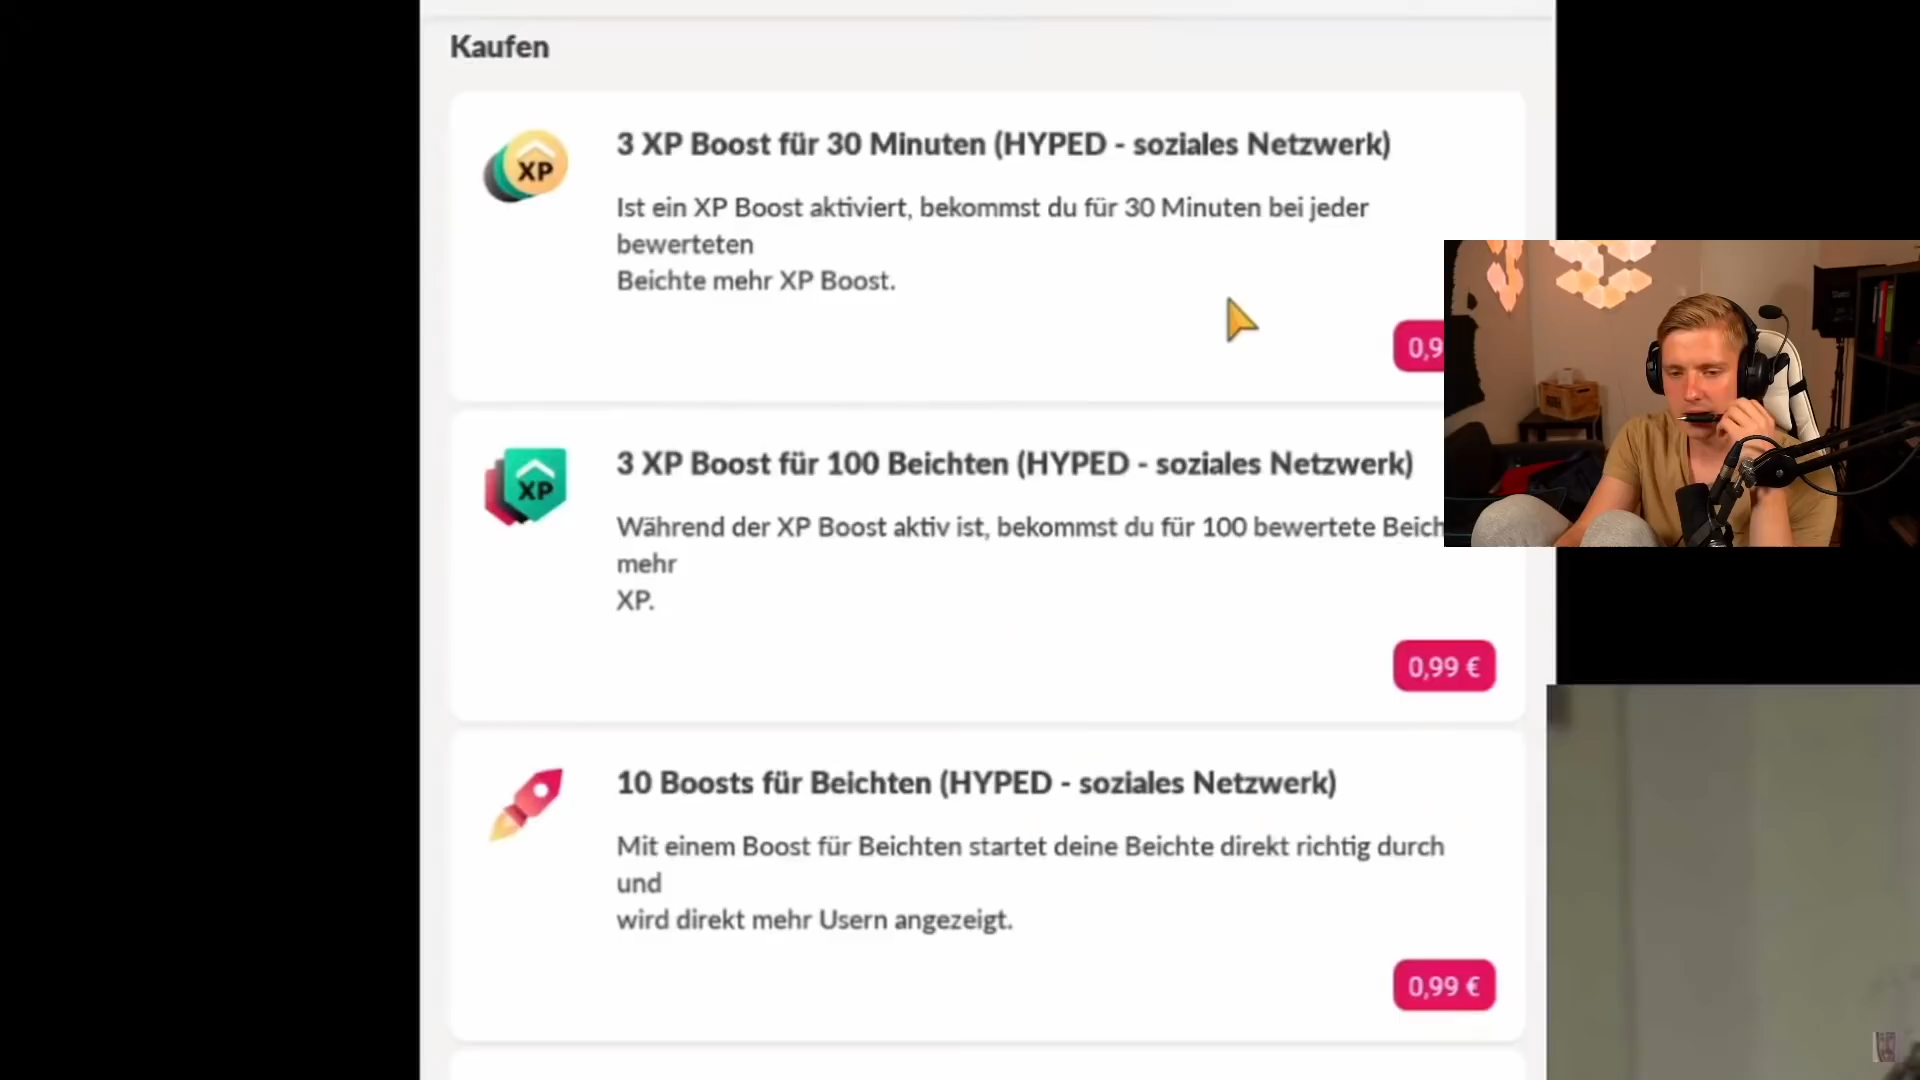 Kaufen
3 XP Boost für 30 Minuten (HYPED - soziales Netzwerk)
XP
Ist ein XP Boost aktiviert, bekommst du für 30 Minuten bei jeder
bewerteten
Beichte mehr XP Boost.
0,9
3 XP Boost für 100 Beichten (HYPED - soziales Netzwerk)
XP
Während der XP Boost aktiv ist, bekommst du für 100 bewertete Beich
mehr
XP.
0,99 €
10 Boosts für Beichten (HYPED - soziales Netzwerk)
Mit einem Boost für Beichten startet deine Beichte direkt richtig durch
und
wird direkt mehr Usern angezeigt.
0,99 €